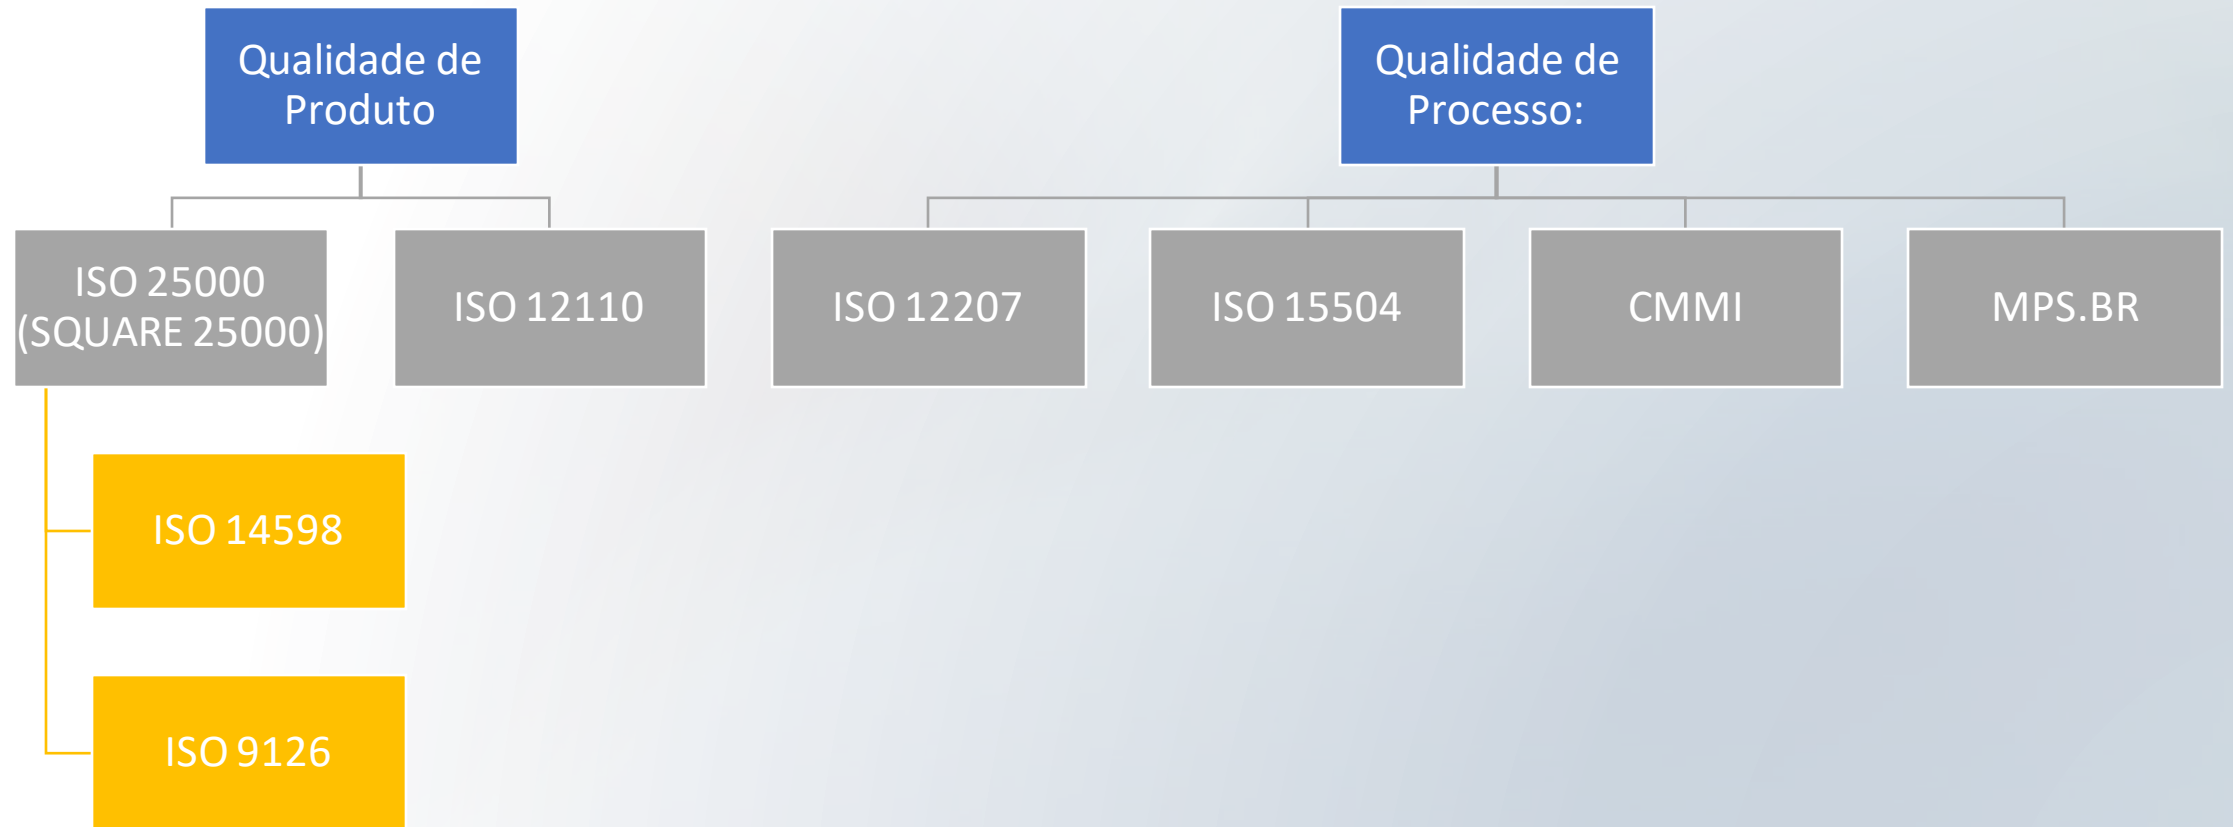 Qualidade de
Produto
Qualidade de
Processo:
ISO 25000
(SQUARE 25000)
ISO 12110
ISO 12207
ISO 15504
CMMI
MPS.BR
ISO 14598
ISO 9126